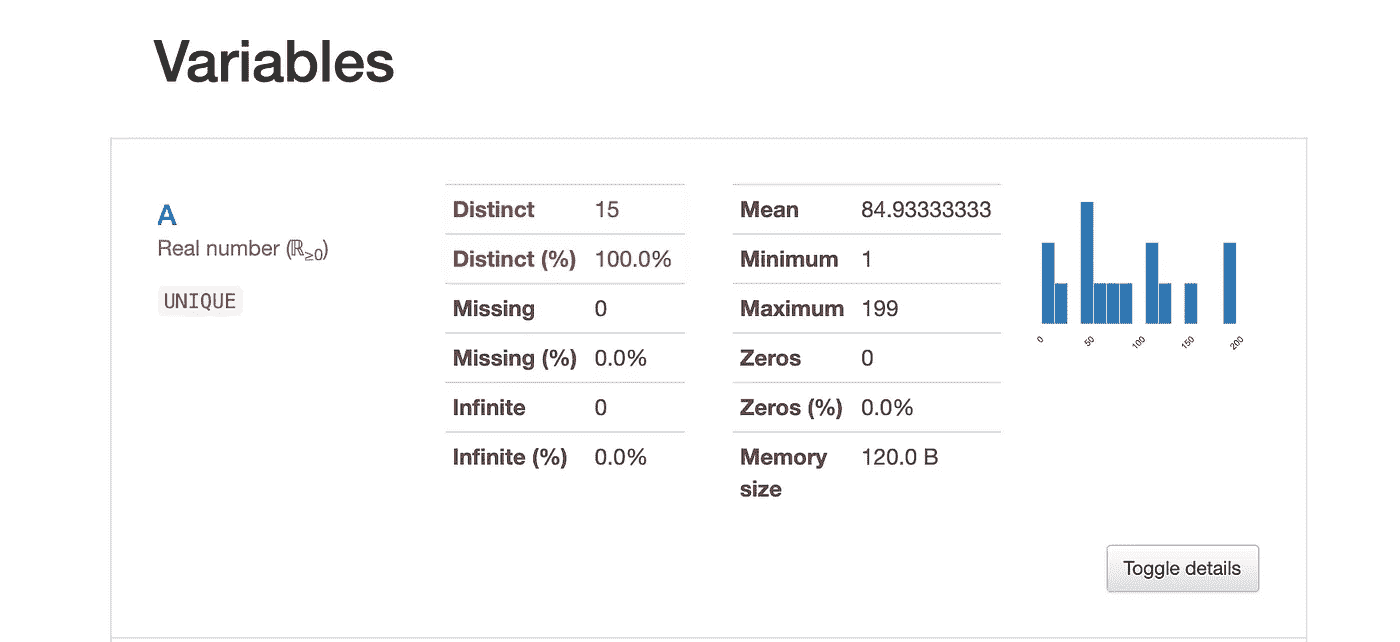 Variables
A
Real number (ℝ≥0)
UNIQUE
Distinct 15
Distinct (%) 100.0%
Missing 0
Missing (%) 0.0%
Infinite 0
Infinite (%) 0.0%
Mean 84.93333333
Minimum 1
Maximum 199
Zeros 0
Zeros (%) 0.0%
Memory 120.0 B
size
0 50 100 150 200
Toggle details